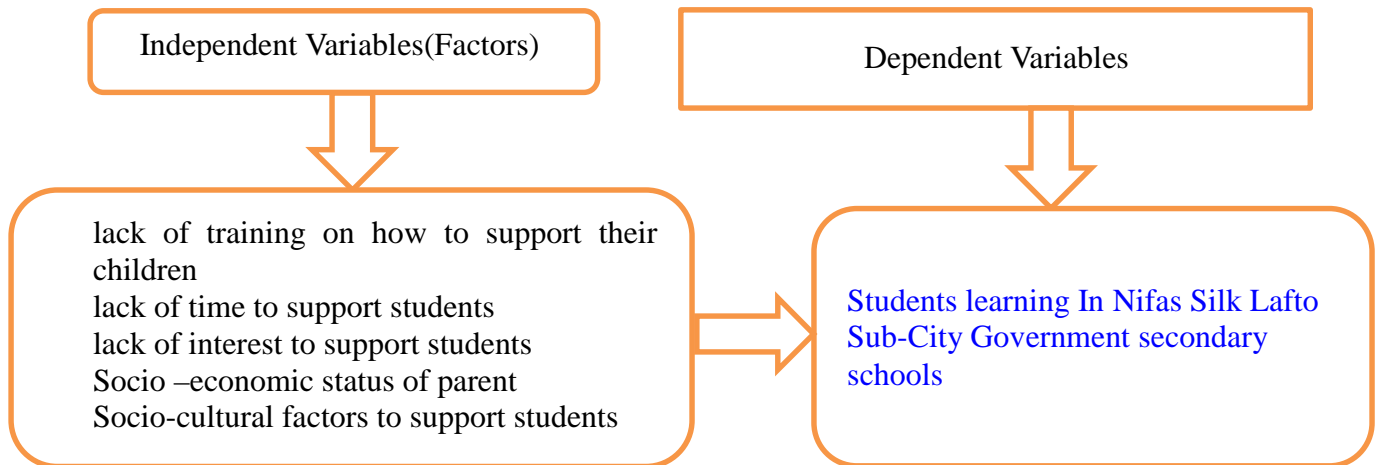 Independent Variables(Factors)
Dependent Variables
lack of training on how to support their
children
lack of time to support students
lack of interest to support students
Socio –economic status of parent
Socio-cultural factors to support students
Students learning In Nifas Silk Lafto
Sub-City Government secondary
schools